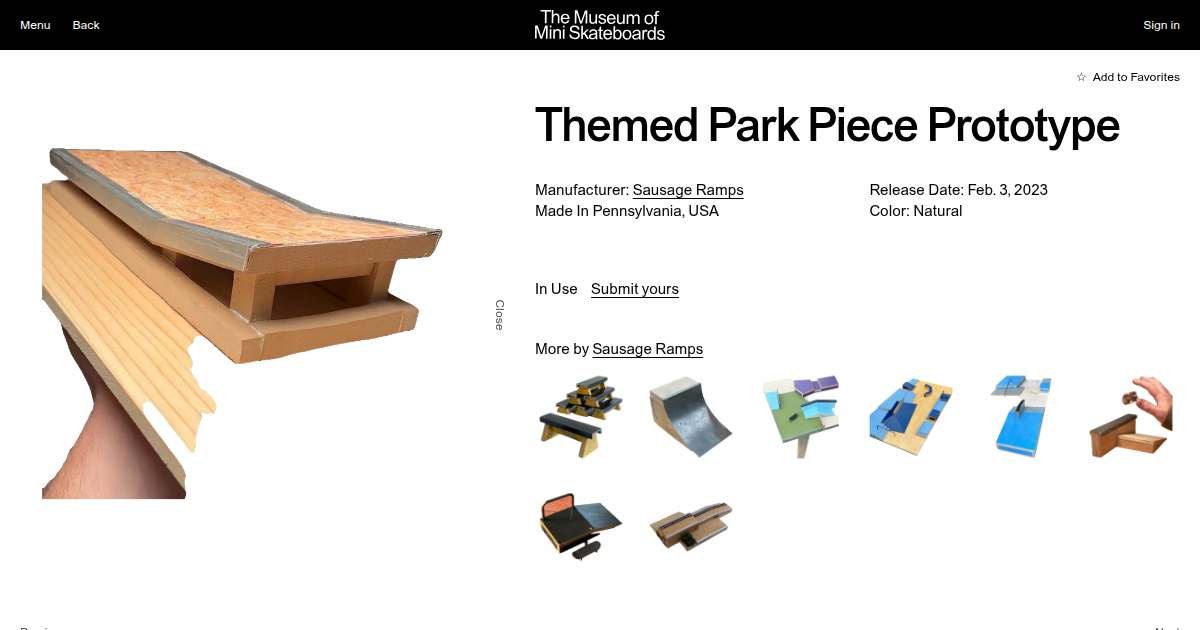 Menu Back
The Museum of
Mini Skateboards
Sign in
☆ Add to Favorites
Themed Park Piece Prototype
Manufacturer: Sausage Ramps
Made In Pennsylvania, USA
Release Date: Feb. 3, 2023
Color: Natural
In Use Submit yours
Close
More by Sausage Ramps